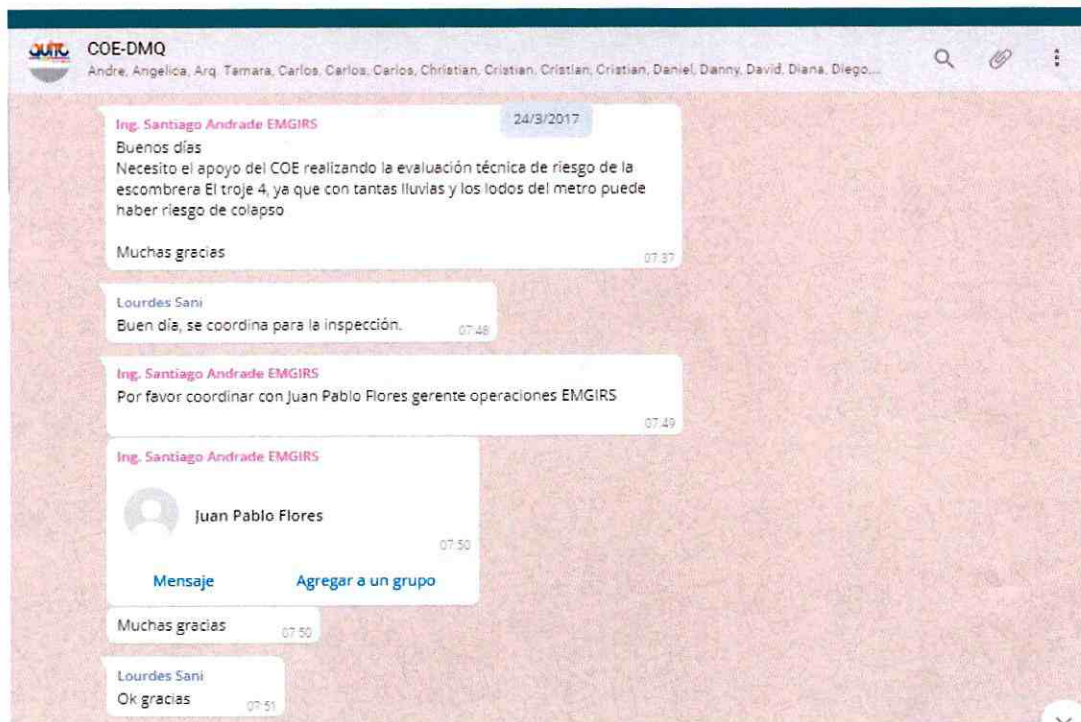 QUITO
COE-DMQ
Andre, Angelica, Arq. Tamara, Carlos, Carlos, Carlos, Christian, Cristian, Cristian, Cristian, Daniel, Danny, David, Diana, Diego,...
24/3/2017
Ing. Santiago Andrade EMGIRS
Buenos días
Necesito el apoyo del COE realizando la evaluación técnica de riesgo de la
escombrera El troje 4, ya que con tantas lluvias y los lodos del metro puede
haber riesgo de colapso
Muchas gracias
07:37
Lourdes Sani
Buen día, se coordina para la inspección.
07:48
Ing. Santiago Andrade EMGIRS
Por favor coordinar con Juan Pablo Flores gerente operaciones EMGIRS
07:49
Ing. Santiago Andrade EMGIRS
Juan Pablo Flores
07:50
Mensaje Agregar a un grupo
Muchas gracias
07:50
Lourdes Sani
Ok gracias
07:51